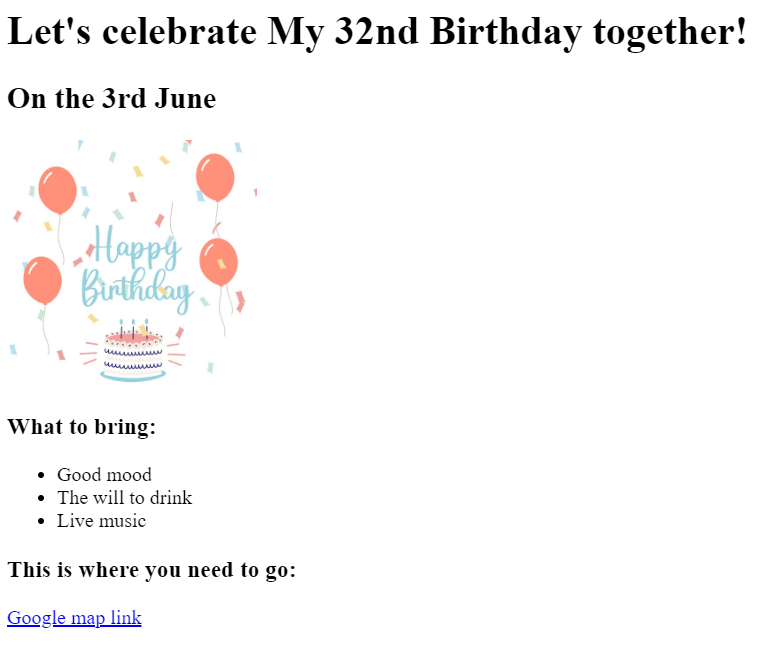 Let's celebrate My 32nd Birthday together!
On the 3rd June
Happy
Birthday
What to bring:
Good mood
The will to drink
Live music
This is where you need to go:
Google map link